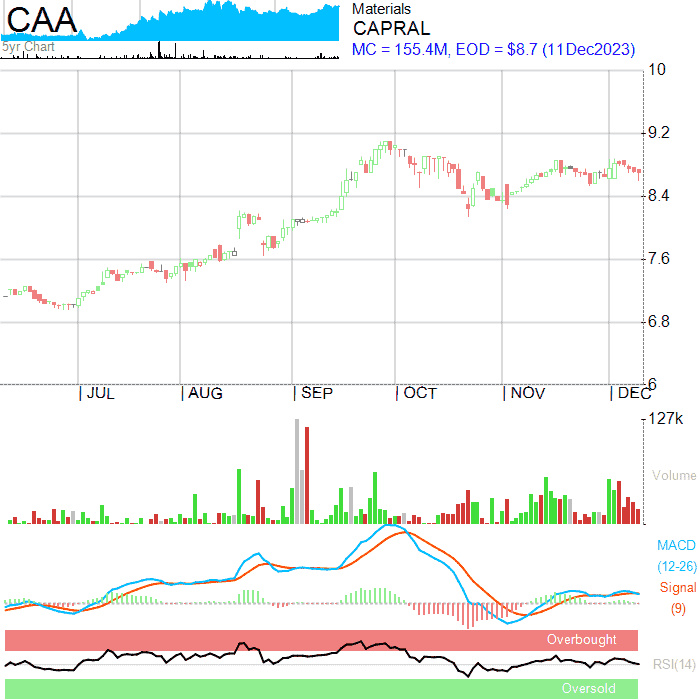 CAA
5yr Chart
Materials
CAPRAL
MC = 155.4M, EOD = $8.7 (11Dec2023)
10
9.2
8.4
7.6
6.8
6
JUL AUG SEP OCT NOV DEC
127k
Volume
MACD
(12-26)
Signal
(9)
Overbought
RSI(14)
Oversold